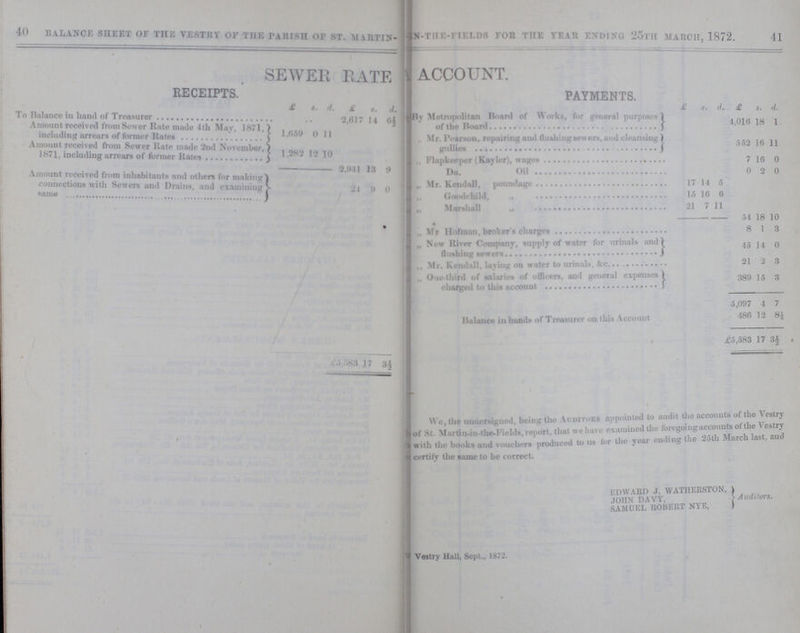 40 BALANCE SHEET OF THE VESTRY OF THE PARISH OF ST. MARTIN-
SEWER RATE
RECEIPTS.
£ s. d. £ s. d.
To Balance in hand of Treasurer .. 2,617 14 6½
Amount received from Sewer Rate made 4th May, 1871,
including arrears of former Rates 1,659 0 11
Amount received from Sewer Rate made 2nd November,
1871, including arrears of former Rates 1,282 12 10
2,941 13 9
Amount received from inhabitants and others for making
connections with Sewers and Drains, and examining
same 24 9 0
£5,583 17 3½
IN-THE-FIELDS FOR THE YEAR ENDING 25TH MARCH, 1872. 41
ACCOUNT.
PAYMENTS.
£ s. d. £ s. d.
By Metropolitan Board of Works, for general purposes
of the Board 4,016 18 1
„ Mr. Pearson, repairing and flushing sewers, and cleansing
gullies 552 16 11
„ Flapkeeper (Kayler), wages 7 16 0
Do. Oil 0 2 0
„ Mr. Kendall, poundage 17 14 5
„ Goodchild, „ 15 16 6
„ Marshall „ 21 7 11
54 18 10
„ Mr Hofman, broker's charges 8 1 3
„ New River Company, supply of water for urinals and
flushing sewers 45 14 0
„ Mr. Kendall, laying on water to urinals, &c. 21 2 3
„ One-third of salaries of officers, and general expenses
charged to this account 389 15 3
5,097 4 7
Balance in hands of Treasurer on this Account 486 12 8½
£5,583 17 3½
We, the undersigned, being the AUDITORS appointed to audit the accounts of the Vestry
of St. Martin-in-the-Fields, report, that we have examined the foregoing accounts of the Vestry
with the books and vouchers produced to us for the year ending the 25th March last, and
certify the same to be correct.
EDWARD J. WATHERSTON,
JOHN DAVY,
SAMUEL ROBERT NYE,
Auditors.
Vestry Hall, Sept., 1872.